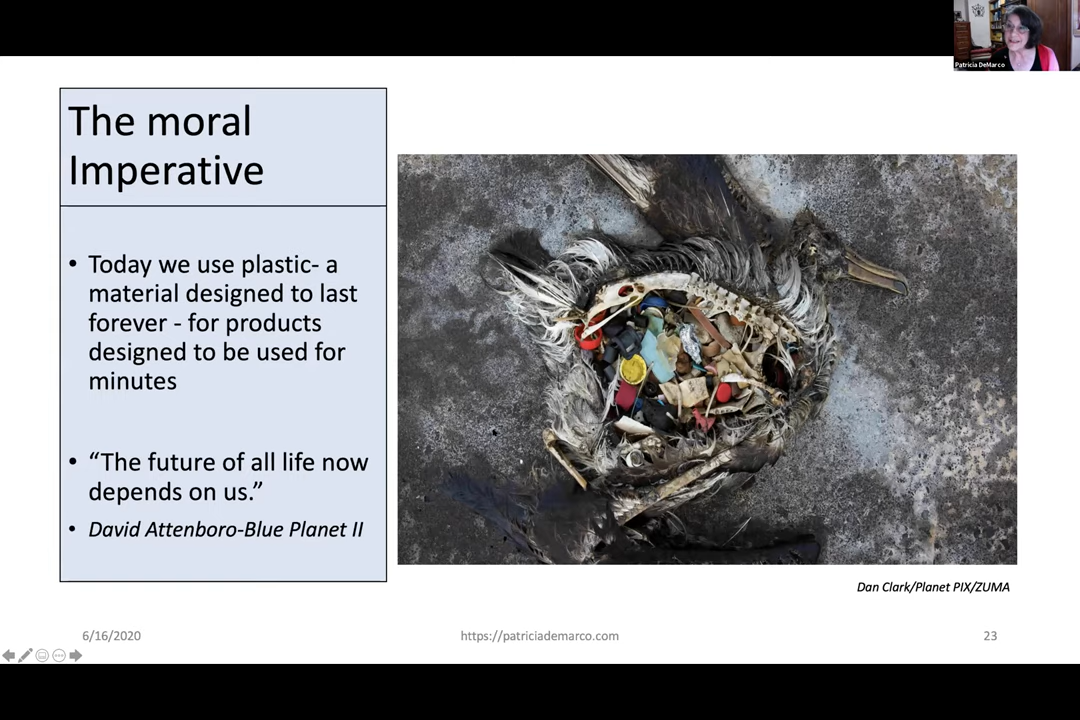 Patricia DeMarco
The moral
Imperative
• Today we use plastic- a
material designed to last
forever - for products
designed to be used for
minutes
• “The future of all life now
depends on us.”
• David Attenboro-Blue Planet II
Dan Clark/Planet PIX/ZUMA
6/16/2020
https://patriciademarco.com
23